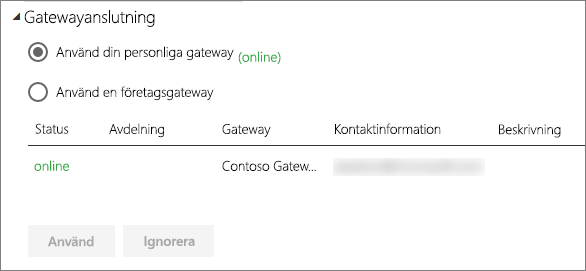 Gatewayanslutning
Använd din personliga gateway (online)
Använd en företagsgateway
Status Avdelning Gateway Kontaktinformation Beskrivning
online Contoso Gatew...
Använd Ignorera